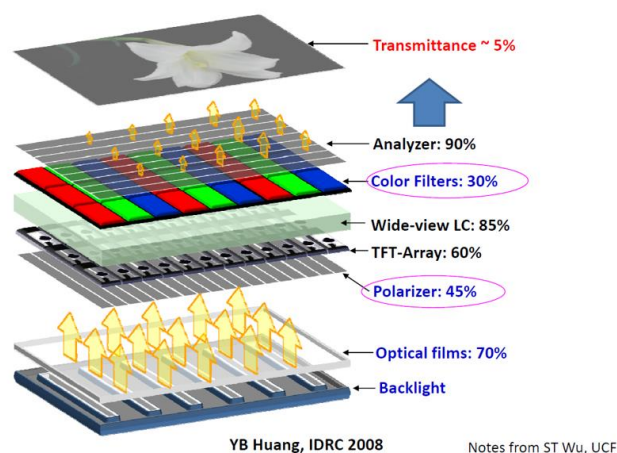 Transmittance ~ 5%
Analyzer: 90%
Color Filters: 30%
Wide-view LC: 85%
TFT-Array: 60%
Polarizer: 45%
Optical films: 70%
Backlight
YB Huang, IDRC 2008
Notes from ST Wu, UCF